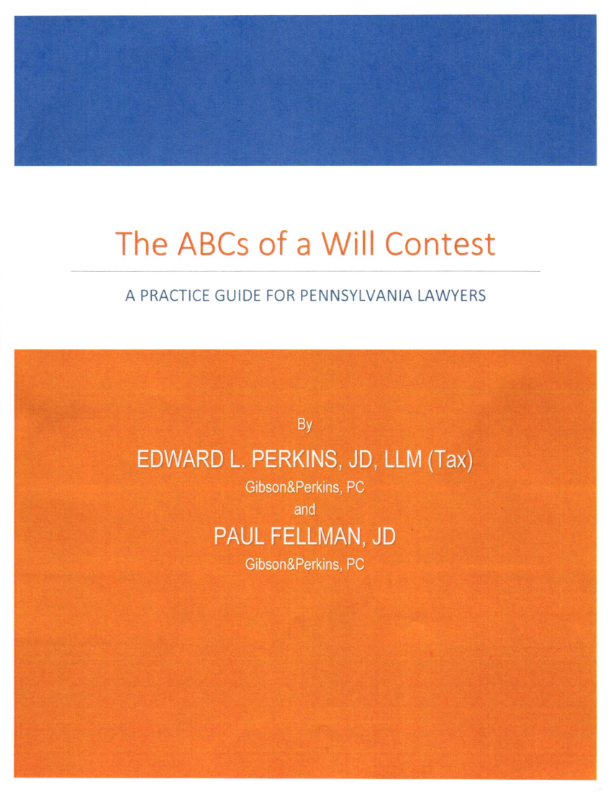 The ABCs of a Will Contest
A PRACTICE GUIDE FOR PENNSYLVANIA LAWYERS
By
EDWARD L. PERKINS, JD, LLM (Tax)
Gibson&Perkins, PC
and
PAUL FELLMAN, JD
Gibson&Perkins, PC